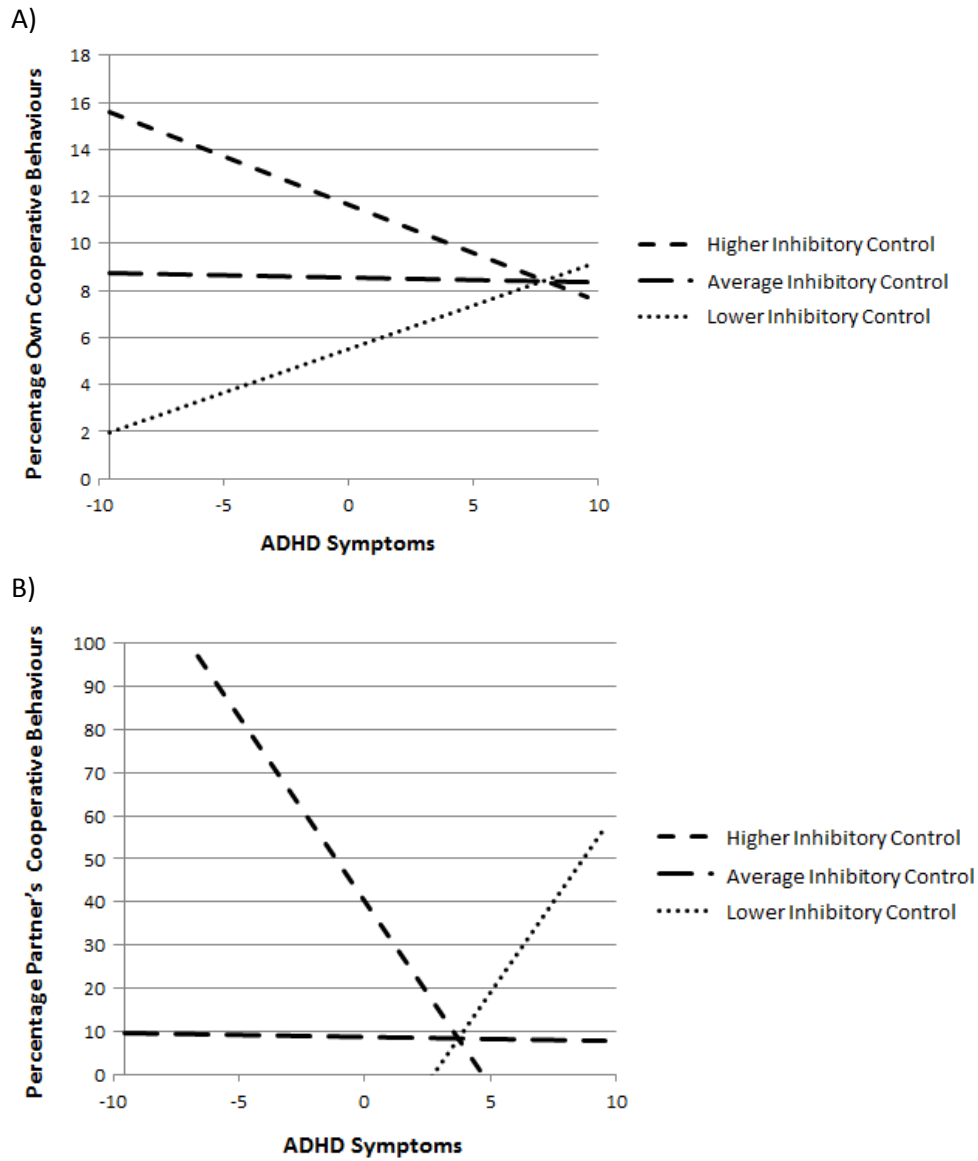 A)
Percentage Own Cooperative Behaviours
18
16
14
12
10
8
6
4
2
0
-10 -5 0 5 10
ADHD Symptoms
Higher Inhibitory Control
Average Inhibitory Control
Lower Inhibitory Control
B)
Percentage Partner's Cooperative Behaviours
100
90
80
70
60
50
40
30
20
10
0
-10 -5 0 5 10
ADHD Symptoms
Higher Inhibitory Control
Average Inhibitory Control
Lower Inhibitory Control